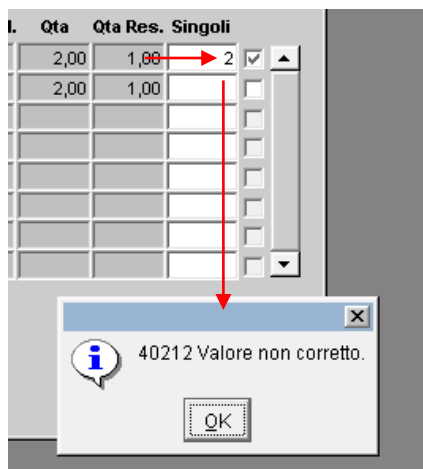 l. Qta Qta Res. Singoli
2,00 1,00 2
2,00 1,00
40212 Valore non corretto.
OK